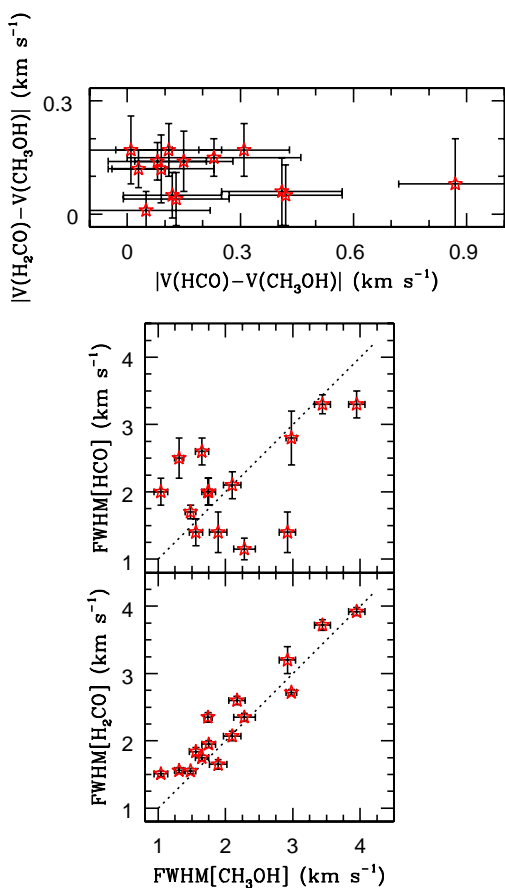 |V(H₂CO)−V(CH₃OH)| (km s⁻¹)
0.3
0
0 0.3 0.6 0.9
|V(HCO)−V(CH₃OH)| (km s⁻¹)
FWHM[HCO] (km s⁻¹)
4
3
2
1
FWHM[H₂CO] (km s⁻¹)
4
3
2
1
1 2 3 4
FWHM[CH₃OH] (km s⁻¹)